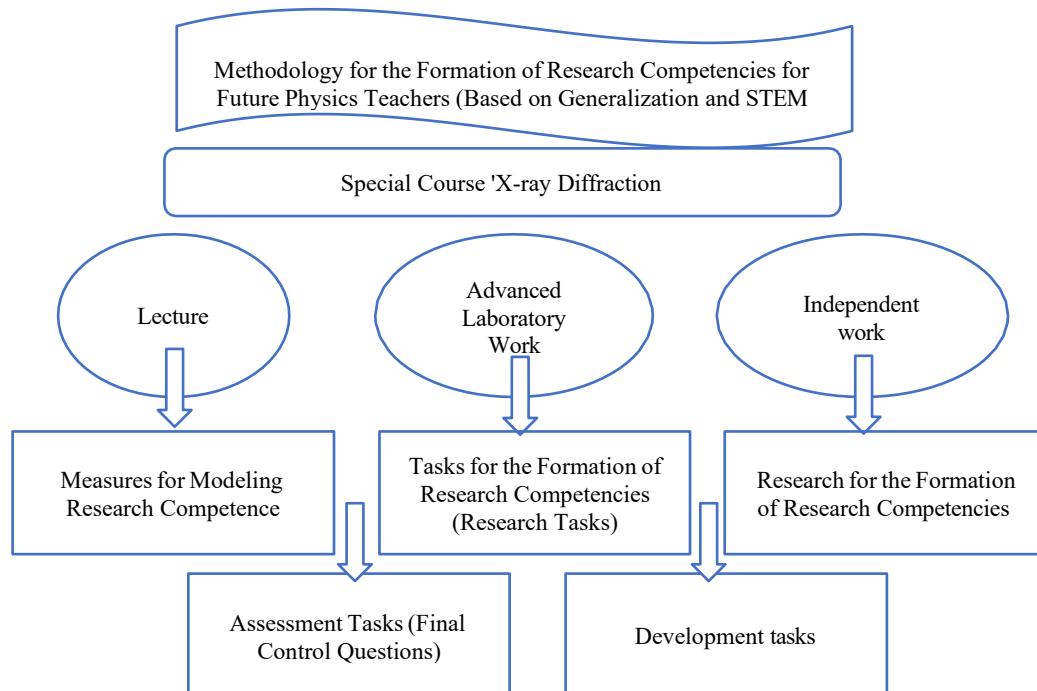 Methodology for the Formation of Research Competencies for
Future Physics Teachers (Based on Generalization and STEM
Special Course 'X-ray Diffraction
Lecture
Advanced
Laboratory
Work
Independent
work
Measures for Modeling
Research Competence
Tasks for the Formation of
Research Competencies
(Research Tasks)
Research for the Formation
of Research Competencies
Assessment Tasks (Final
Control Questions)
Development tasks